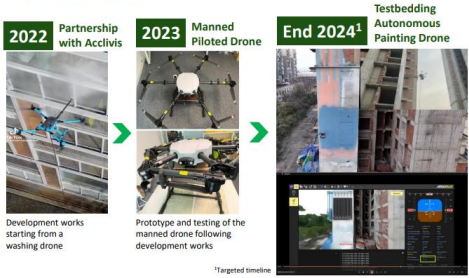 2022
Partnership
with Acclivis
2023
Manned
Piloted Drone
End 2024¹
Testbedding
Autonomous
Painting Drone
Development works
starting from a
washing drone
Prototype and testing of the
manned drone following
development works
¹Targeted timeline